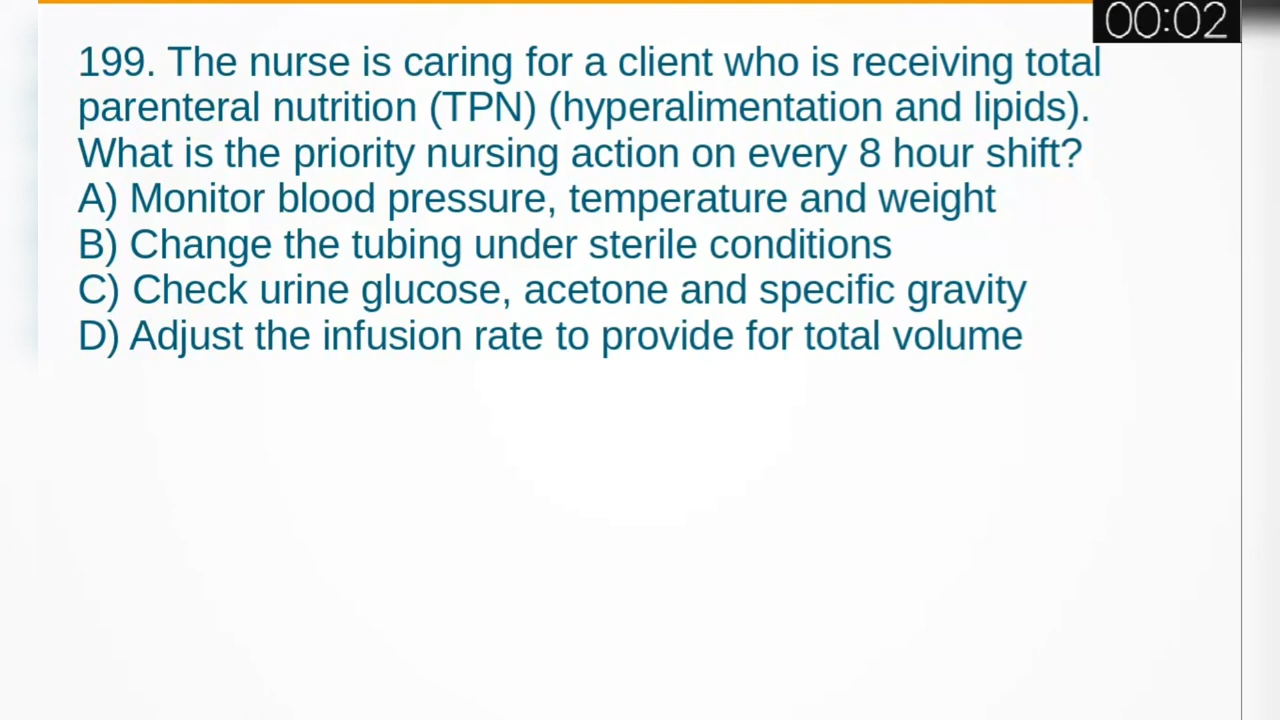 00:02
199. The nurse is caring for a client who is receiving total
parenteral nutrition (TPN) (hyperalimentation and lipids).
What is the priority nursing action on every 8 hour shift?
A) Monitor blood pressure, temperature and weight
B) Change the tubing under sterile conditions
C) Check urine glucose, acetone and specific gravity
D) Adjust the infusion rate to provide for total volume